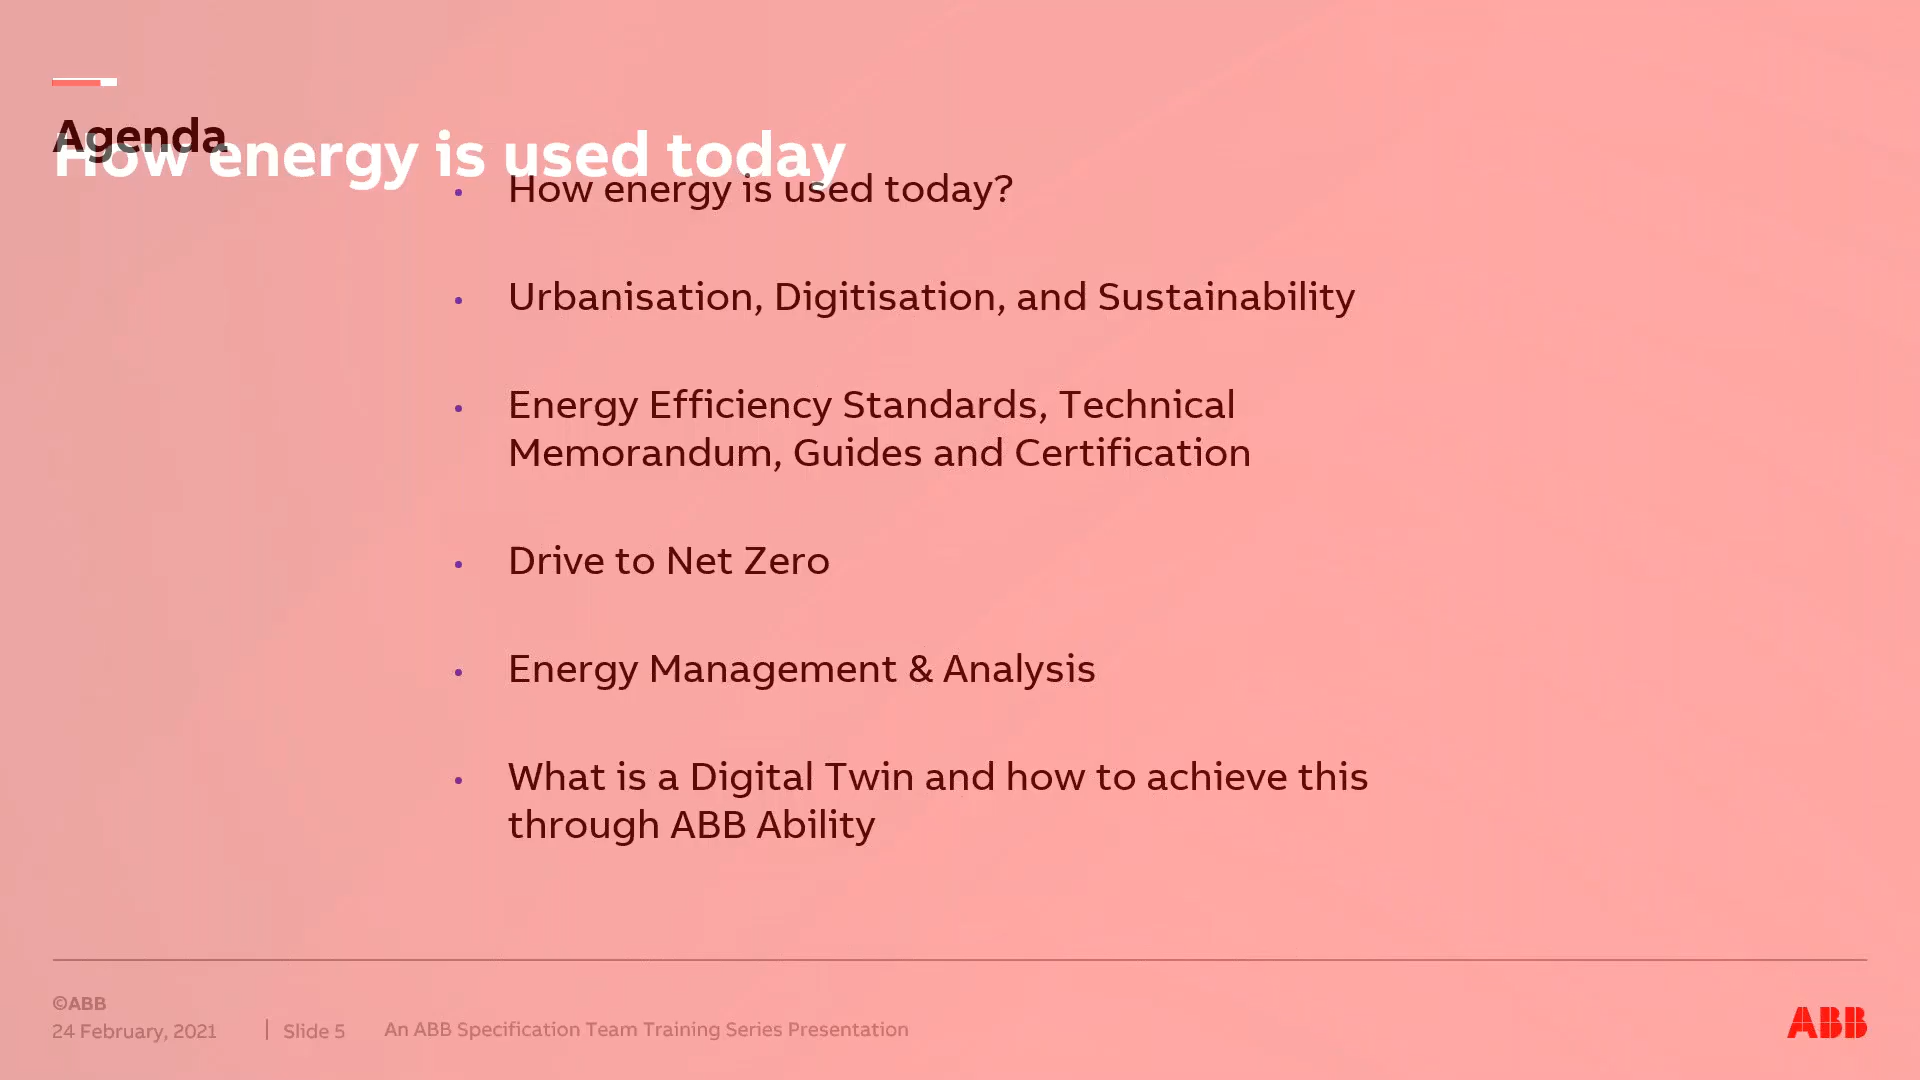 Agenda
How energy is used today
• How energy is used today?
• Urbanisation, Digitisation, and Sustainability
• Energy Efficiency Standards, Technical
Memorandum, Guides and Certification
• Drive to Net Zero
• Energy Management & Analysis
• What is a Digital Twin and how to achieve this
through ABB Ability
©ABB
24 February, 2021 | Slide 5 An ABB Specification Team Training Series Presentation
ABB